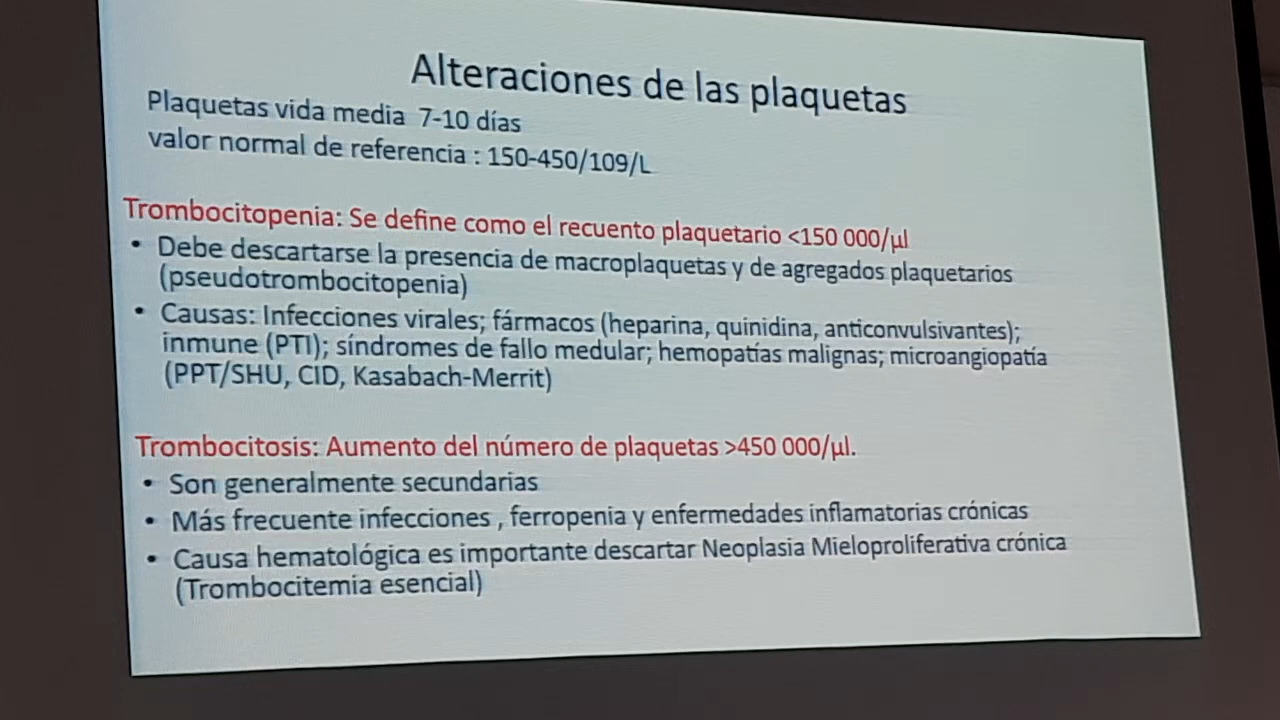 Alteraciones de las plaquetas
Plaquetas vida media 7-10 días
valor normal de referencia : 150-450/109/L
Trombocitopenia: Se define como el recuento plaquetario <150 000/µl
• Debe descartarse la presencia de macroplaquetas y de agregados plaquetarios
(pseudotrombocitopenia)
• Causas: Infecciones virales; fármacos (heparina, quinidina, anticonvulsivantes);
inmune (PTI); síndromes de fallo medular; hemopatías malignas; microangiopatía
(PPT/SHU, CID, Kasabach-Merrit)
Trombocitosis: Aumento del número de plaquetas >450 000/µl.
• Son generalmente secundarias
• Más frecuente infecciones , ferropenia y enfermedades inflamatorias crónicas
• Causa hematológica es importante descartar Neoplasia Mieloproliferativa crónica
(Trombocitemia esencial)